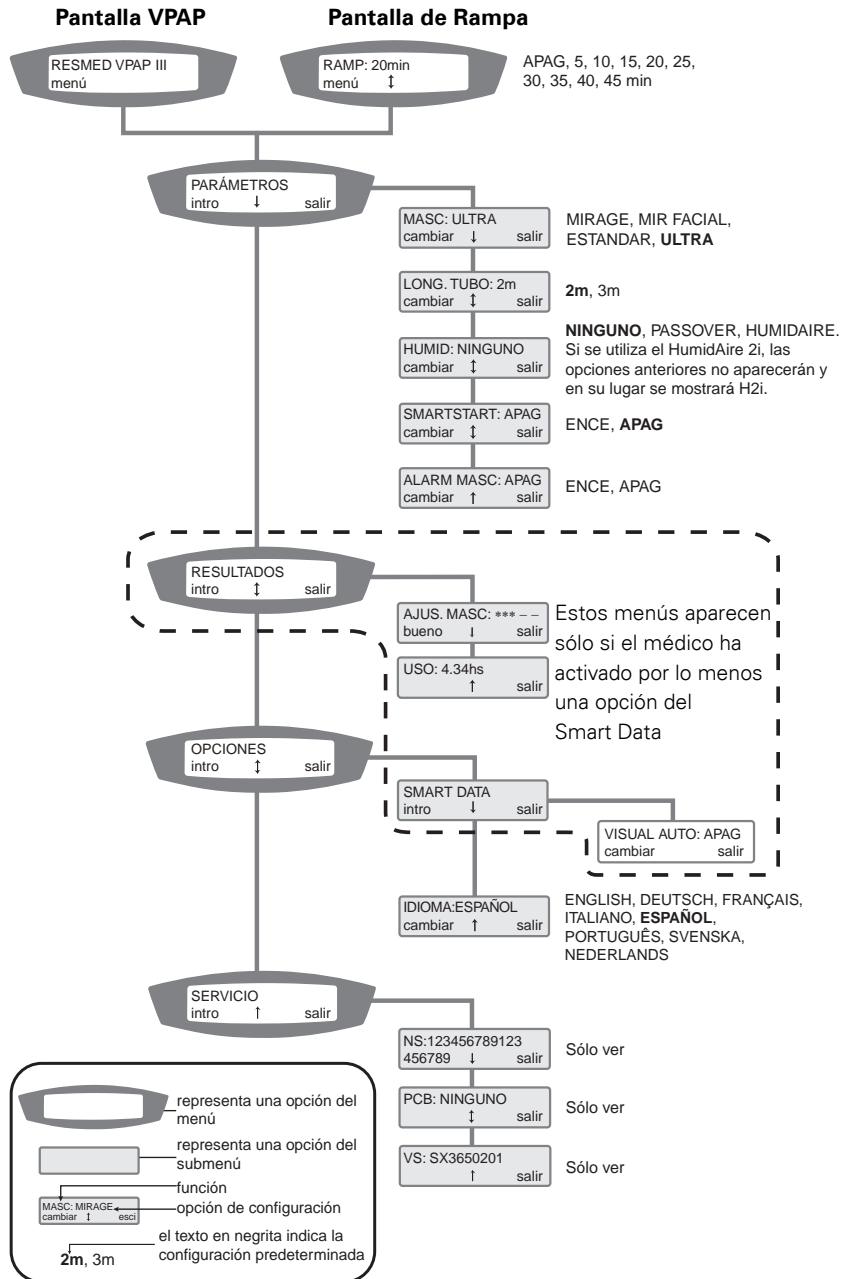 Pantalla VPAP
Pantalla de Rampa
RESMED VPAP III
menú
RAMP: 20min
menú ↕
APAG, 5, 10, 15, 20, 25,
30, 35, 40, 45 min
PARÁMETROS
intro ↓ salir
MASC: ULTRA
cambiar ↓ salir
MIRAGE, MIR FACIAL,
ESTANDAR, ULTRA
LONG. TUBO: 2m
cambiar ↕ salir
2m, 3m
HUMID: NINGUNO
cambiar ↕ salir
NINGUNO, PASSOVER, HUMIDAIRE.
Si se utiliza el HumidAire 2i, las
opciones anteriores no aparecerán y
en su lugar se mostrará H2i.
SMARTSTART: APAG
cambiar ↕ salir
ENCE, APAG
ALARM MASC: APAG
cambiar ↑ salir
ENCE, APAG
RESULTADOS
intro ↕ salir
AJUS. MASC: *** – –
bueno ↓ salir
USO: 4.34hs
↑ salir
Estos menús aparecen
sólo si el médico ha
activado por lo menos
una opción del
Smart Data
OPCIONES
intro ↕ salir
SMART DATA
intro ↓ salir
VISUAL AUTO: APAG
cambiar salir
IDIOMA:ESPAÑOL
cambiar ↑ salir
ENGLISH, DEUTSCH, FRANÇAIS,
ITALIANO, ESPAÑOL,
PORTUGUÊS, SVENSKA,
NEDERLANDS
SERVICIO
intro ↑ salir
NS:123456789123
456789 ↓ salir
Sólo ver
PCB: NINGUNO
↕ salir
Sólo ver
VS: SX3650201
↑ salir
Sólo ver
representa una opción del
menú
representa una opción del
submenú
función
MASC: MIRAGE
cambiar ↕ esci
opción de configuración
el texto en negrita indica la
configuración predeterminada
2m, 3m